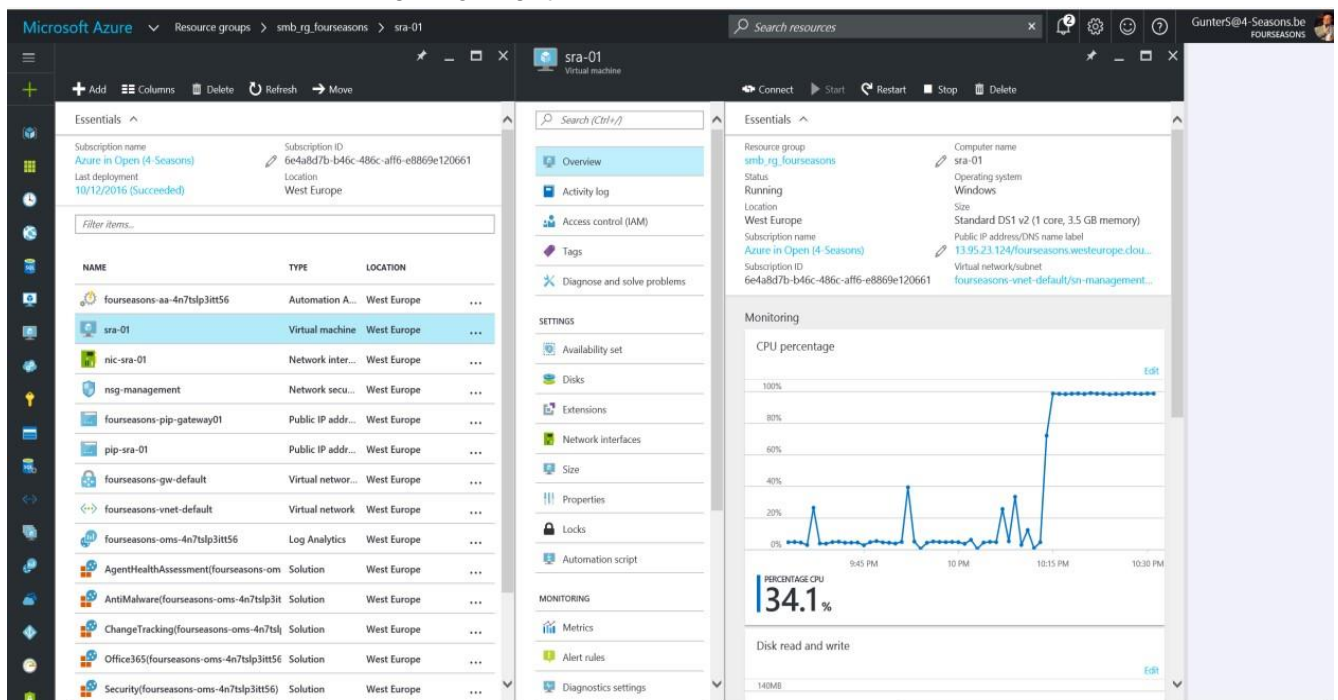 Microsoft Azure Resource groups > smb_rg_fourseasons > sra-01
Search resources
2
GunterS@4-Seasons.be
FOURSEASONS
Add Columns Delete Refresh Move
Essentials
Subscription name
Azure in Open (4-Seasons)
Subscription ID
6e4a8d7b-b46c-486c-aff6-e8869e120661
Last deployment
10/12/2016 (Succeeded)
Location
West Europe
Filter items...
NAME TYPE LOCATION
fourseasons-aa-4n7tslp3itt56 Automation A... West Europe ...
sra-01 Virtual machine West Europe ...
nic-sra-01 Network inter... West Europe ...
nsg-management Network secu... West Europe ...
fourseasons-pip-gateway01 Public IP addr... West Europe ...
pip-sra-01 Public IP addr... West Europe ...
fourseasons-gw-default Virtual networ... West Europe ...
fourseasons-vnet-default Virtual network West Europe ...
fourseasons-oms-4n7tslp3itt56 Log Analytics West Europe ...
AgentHealthAssessment(fourseasons-om Solution West Europe ...
AntiMalware(fourseasons-oms-4n7tslp3it Solution West Europe ...
ChangeTracking(fourseasons-oms-4n7tslp Solution West Europe ...
Office365(fourseasons-oms-4n7tslp3itt56 Solution West Europe ...
Security(fourseasons-oms-4n7tslp3itt56) Solution West Europe ...
sra-01
Virtual machine
Search (Ctrl+/)
Overview
Activity log
Access control (IAM)
Tags
Diagnose and solve problems
SETTINGS
Availability set
Disks
Extensions
Network interfaces
Size
Properties
Locks
Automation script
MONITORING
Metrics
Alert rules
Diagnostics settings
Connect Start Restart Stop Delete
Essentials
Resource group
smb_rg_fourseasons
Status
Running
Location
West Europe
Subscription name
Azure in Open (4-Seasons)
Subscription ID
6e4a8d7b-b46c-486c-aff6-e8869e120661
Computer name
sra-01
Operating system
Windows
Size
Standard DS1 v2 (1 core, 3.5 GB memory)
Public IP address/DNS name label
13.95.23.124/fourseasons.westeurope.clou...
Virtual network/subnet
fourseasons-vnet-default/sn-management...
Monitoring
CPU percentage
Edit
100%
80%
60%
40%
20%
0%
9:45 PM 10 PM 10:15 PM 10:30 PM
PERCENTAGE CPU
34.1 %
Disk read and write
Edit
140MB